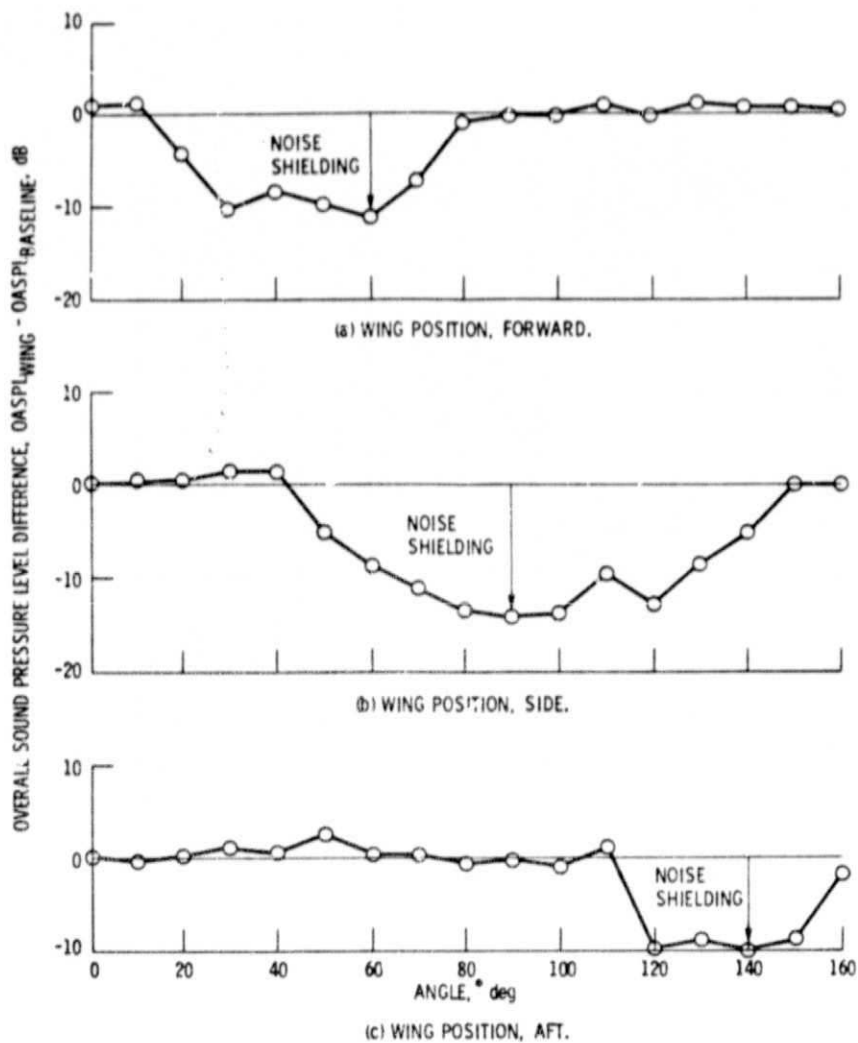 OVERALL SOUND PRESSURE LEVEL DIFFERENCE, OASPL WING - OASPL BASELINE, dB
10
0
-10
-20
NOISE
SHIELDING
(a) WING POSITION, FORWARD.
10
0
-10
-20
NOISE
SHIELDING
(b) WING POSITION, SIDE.
10
0
-10
NOISE
SHIELDING
0 20 40 60 80 100 120 140 160
ANGLE,° deg
(c) WING POSITION, AFT.